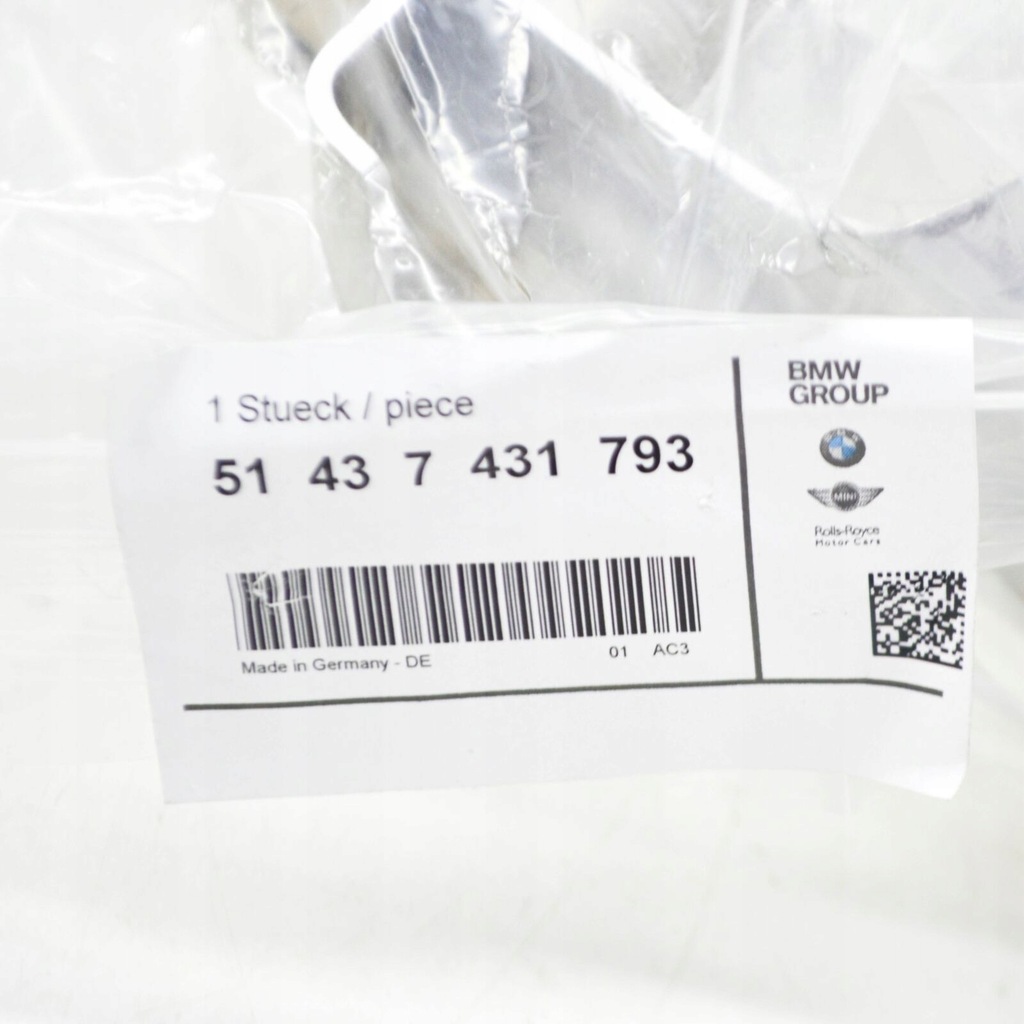 1 Stueck / piece
51 43 7 431 793
Made in Germany - DE
01 AC3
BMW
GROUP
MINI
Rolls-Royce
Motor Cars